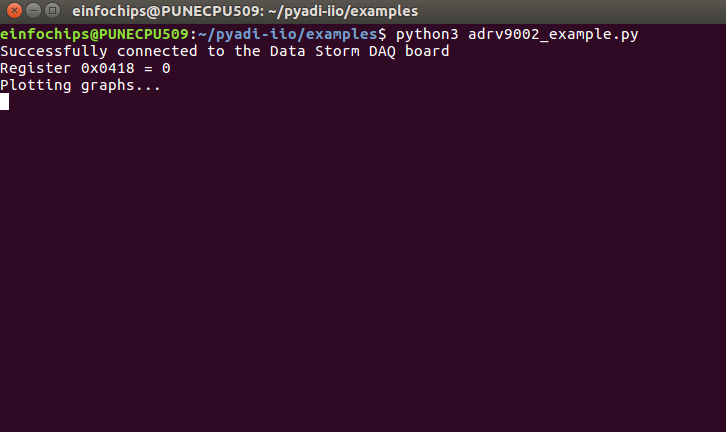 einfochips@PUNECPU509: ~/pyadi-iio/examples
einfochips@PUNECPU509:~/pyadi-iio/examples$ python3 adrv9002_example.py
Successfully connected to the Data Storm DAQ board
Register 0x0418 = 0
Plotting graphs...